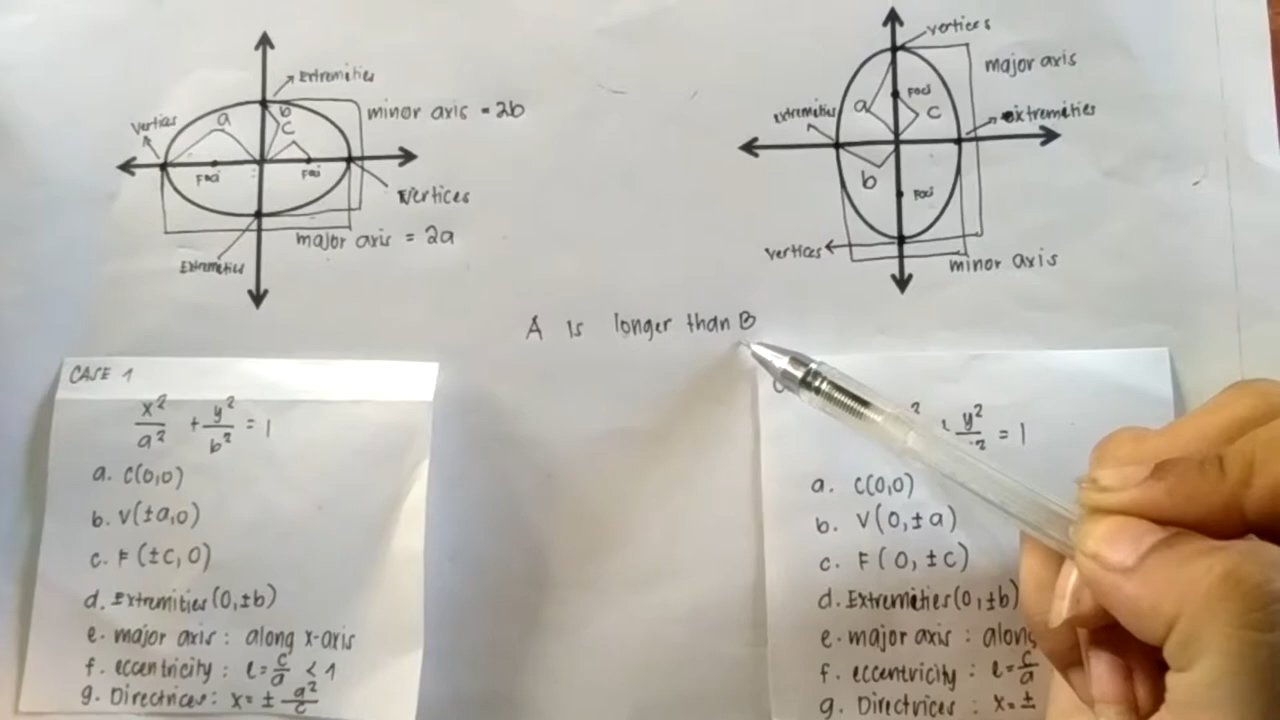 Extremities
Vertices
a
b
c
minor axis = 2b
Foci
Foci
Vertices
major axis = 2a
Extremeties
vertices
major axis
Foci
a
c
extremities
extremities
b
Foci
vertices
minor axis
A is longer than B
CASE 1
x² / a² + y² / b² = 1
a. C(0,0)
b. V(±a,0)
c. F (±c, 0)
d. Extremities (0,±b)
e. major axis : along x-axis
f. eccentricity : e = c/a < 1
g. Directrices: x = ± a²/c
y² = 1
a. C(0,0)
b. V(0,±a)
c. F(0, ±c)
d. Extremeties (0,±b)
e. major axis : along
f. eccentricity : e = c/a
g. Directrices : x = ±